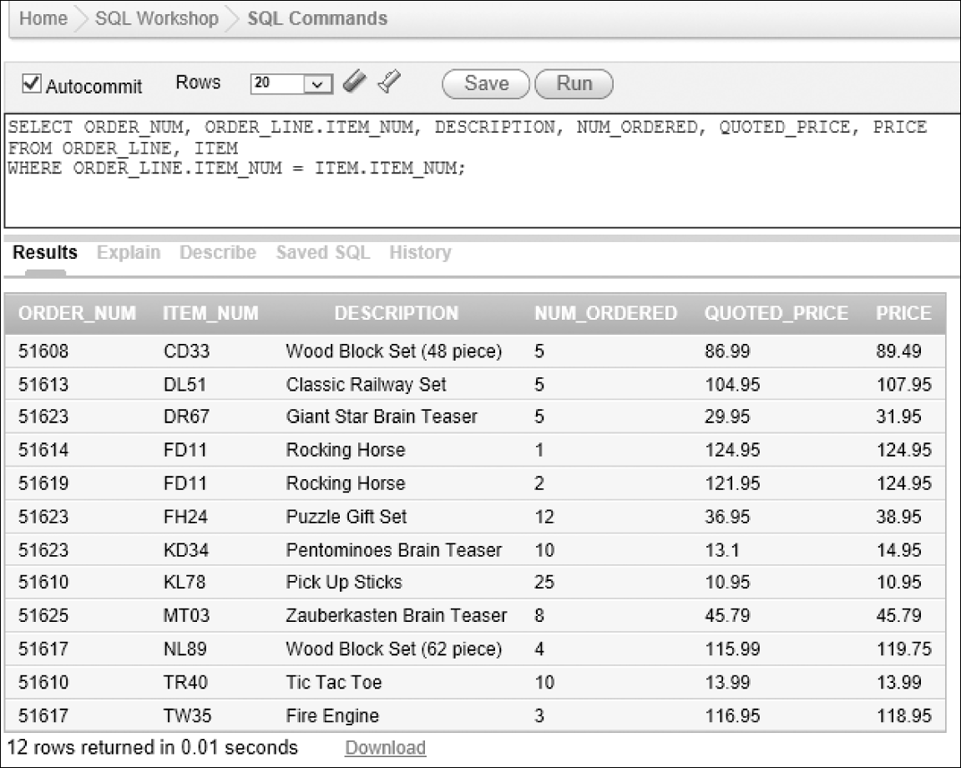 Home SQL Workshop SQL Commands
Autocommit Rows 20 Save Run
SELECT ORDER_NUM, ORDER_LINE.ITEM_NUM, DESCRIPTION, NUM_ORDERED, QUOTED_PRICE, PRICE
FROM ORDER_LINE, ITEM
WHERE ORDER_LINE.ITEM_NUM = ITEM.ITEM_NUM;
Results Explain Describe Saved SQL History
ORDER_NUM ITEM_NUM DESCRIPTION NUM_ORDERED QUOTED_PRICE PRICE
51608 CD33 Wood Block Set (48 piece) 5 86.99 89.49
51613 DL51 Classic Railway Set 5 104.95 107.95
51623 DR67 Giant Star Brain Teaser 5 29.95 31.95
51614 FD11 Rocking Horse 1 124.95 124.95
51619 FD11 Rocking Horse 2 121.95 124.95
51623 FH24 Puzzle Gift Set 12 36.95 38.95
51623 KD34 Pentominoes Brain Teaser 10 13.1 14.95
51610 KL78 Pick Up Sticks 25 10.95 10.95
51625 MT03 Zauberkasten Brain Teaser 8 45.79 45.79
51617 NL89 Wood Block Set (62 piece) 4 115.99 119.75
51610 TR40 Tic Tac Toe 10 13.99 13.99
51617 TW35 Fire Engine 3 116.95 118.95
12 rows returned in 0.01 seconds Download